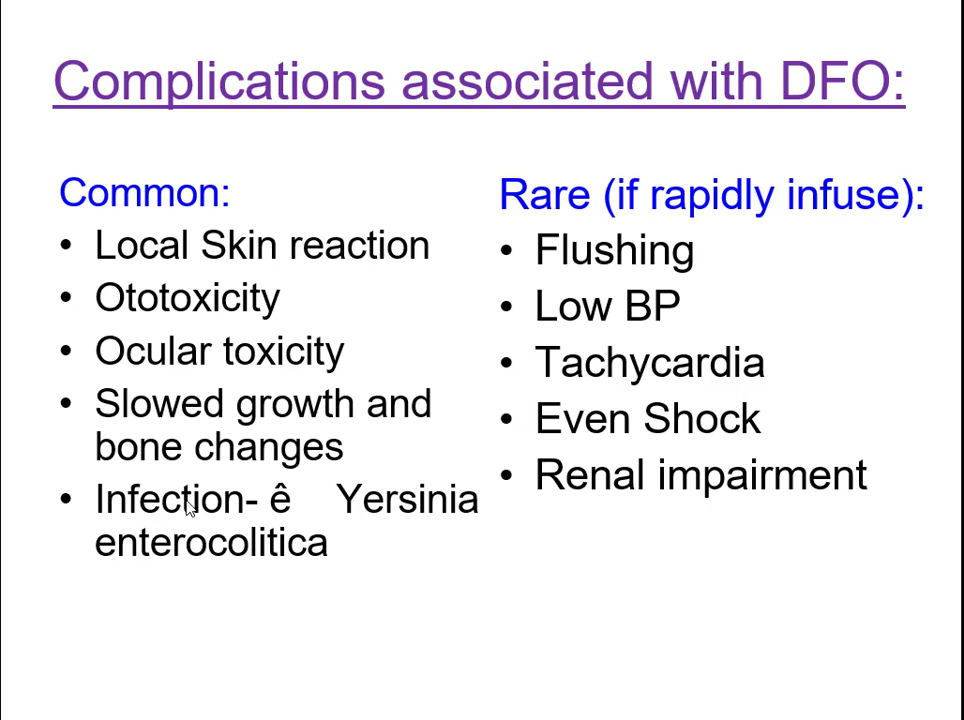 Complications associated with DFO:
Common:
• Local Skin reaction
• Ototoxicity
• Ocular toxicity
• Slowed growth and
bone changes
• Infection- ê Yersinia
enterocolitica
Rare (if rapidly infuse):
• Flushing
• Low BP
• Tachycardia
• Even Shock
• Renal impairment